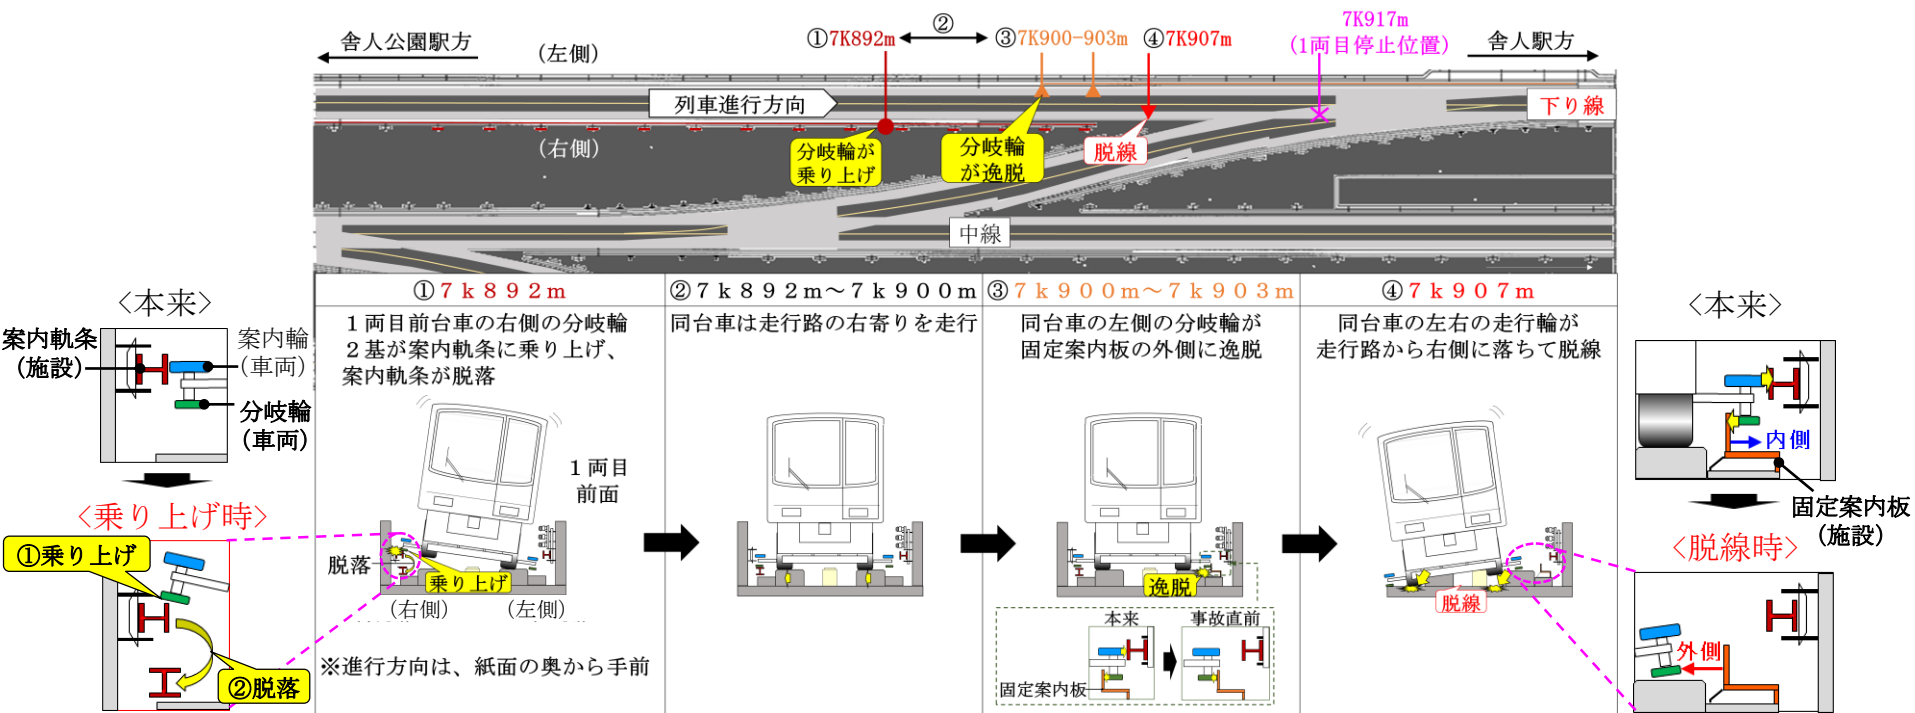 舎人公園駅方
(左側)
①7K892m
②
③7K900-903m
④7K907m
7K917m
(1両目停止位置)
舎人駅方
列車進行方向
下り線
(右側)
分岐輪が
乗り上げ
分岐輪
が逸脱
脱線
中線
①7k892m
1両目前台車の右側の分岐輪
2基が案内軌条に乗り上げ、
案内軌条が脱落
②7k892m～7k900m
同台車は走行路の右寄りを走行
③7k900m～7k903m
同台車の左側の分岐輪が
固定案内板の外側に逸脱
④7k907m
同台車の左右の走行輪が
走行路から右側に落ちて脱線
<本来>
案内軌条
(施設)
案内輪
(車両)
分岐輪
(車両)
<乗り上げ時>
①乗り上げ
②脱落
1両目
前面
脱落
乗り上げ
(右側)
(左側)
※進行方向は、紙面の奥から手前
逸脱
本来
事故直前
固定案内板
脱線
<本来>
内側
固定案内板
(施設)
<脱線時>
外側